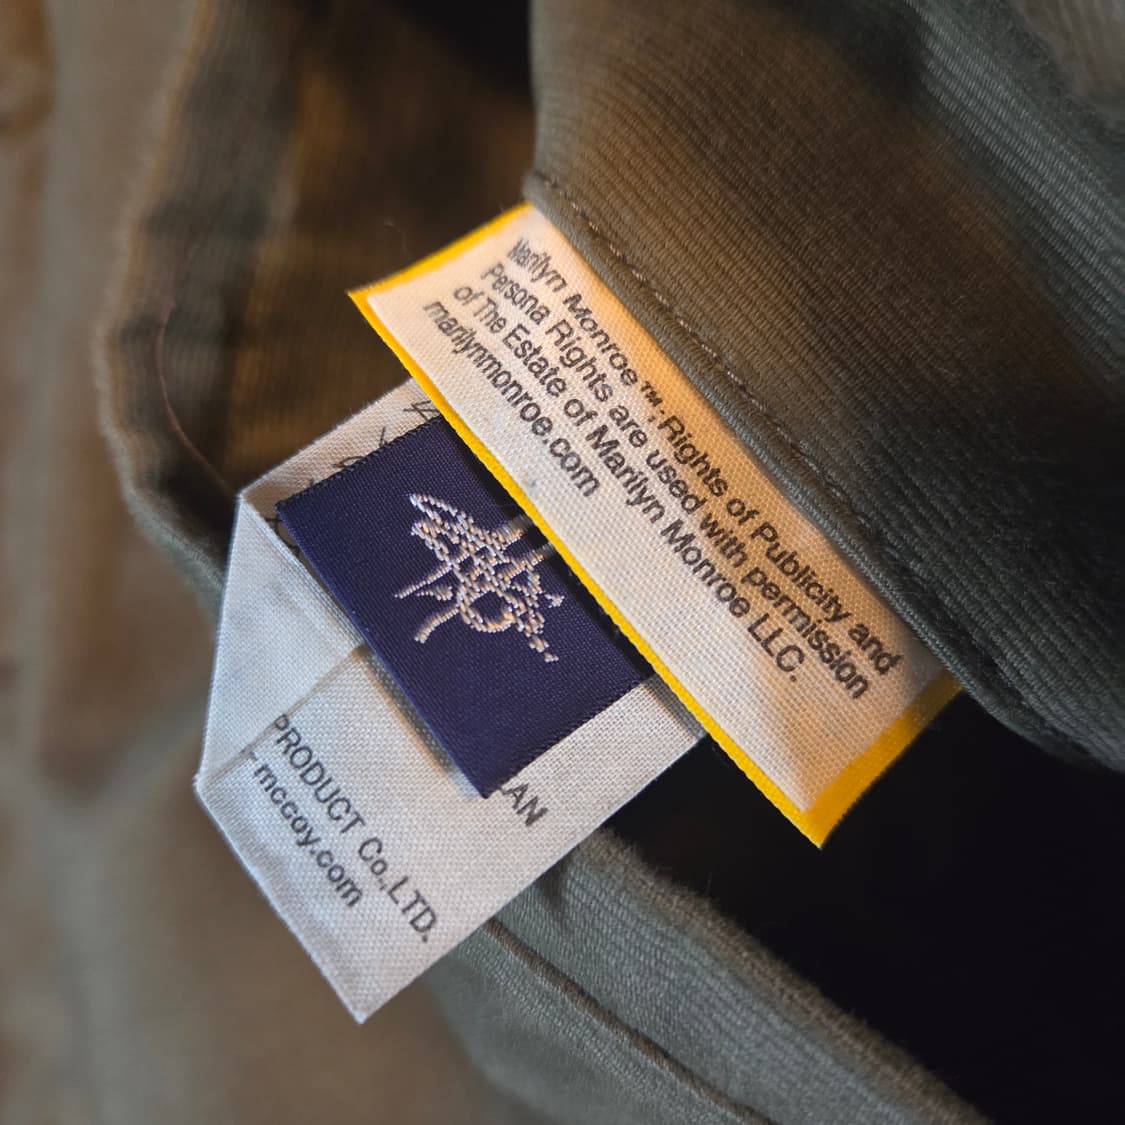 Marilyn Monroe™; Rights of Publicity and
Persona Rights are used with permission
of The Estate of Marilyn Monroe LLC.
marilynmonroe.com
PRODUCT Co.,LTD.
-mccoy.com